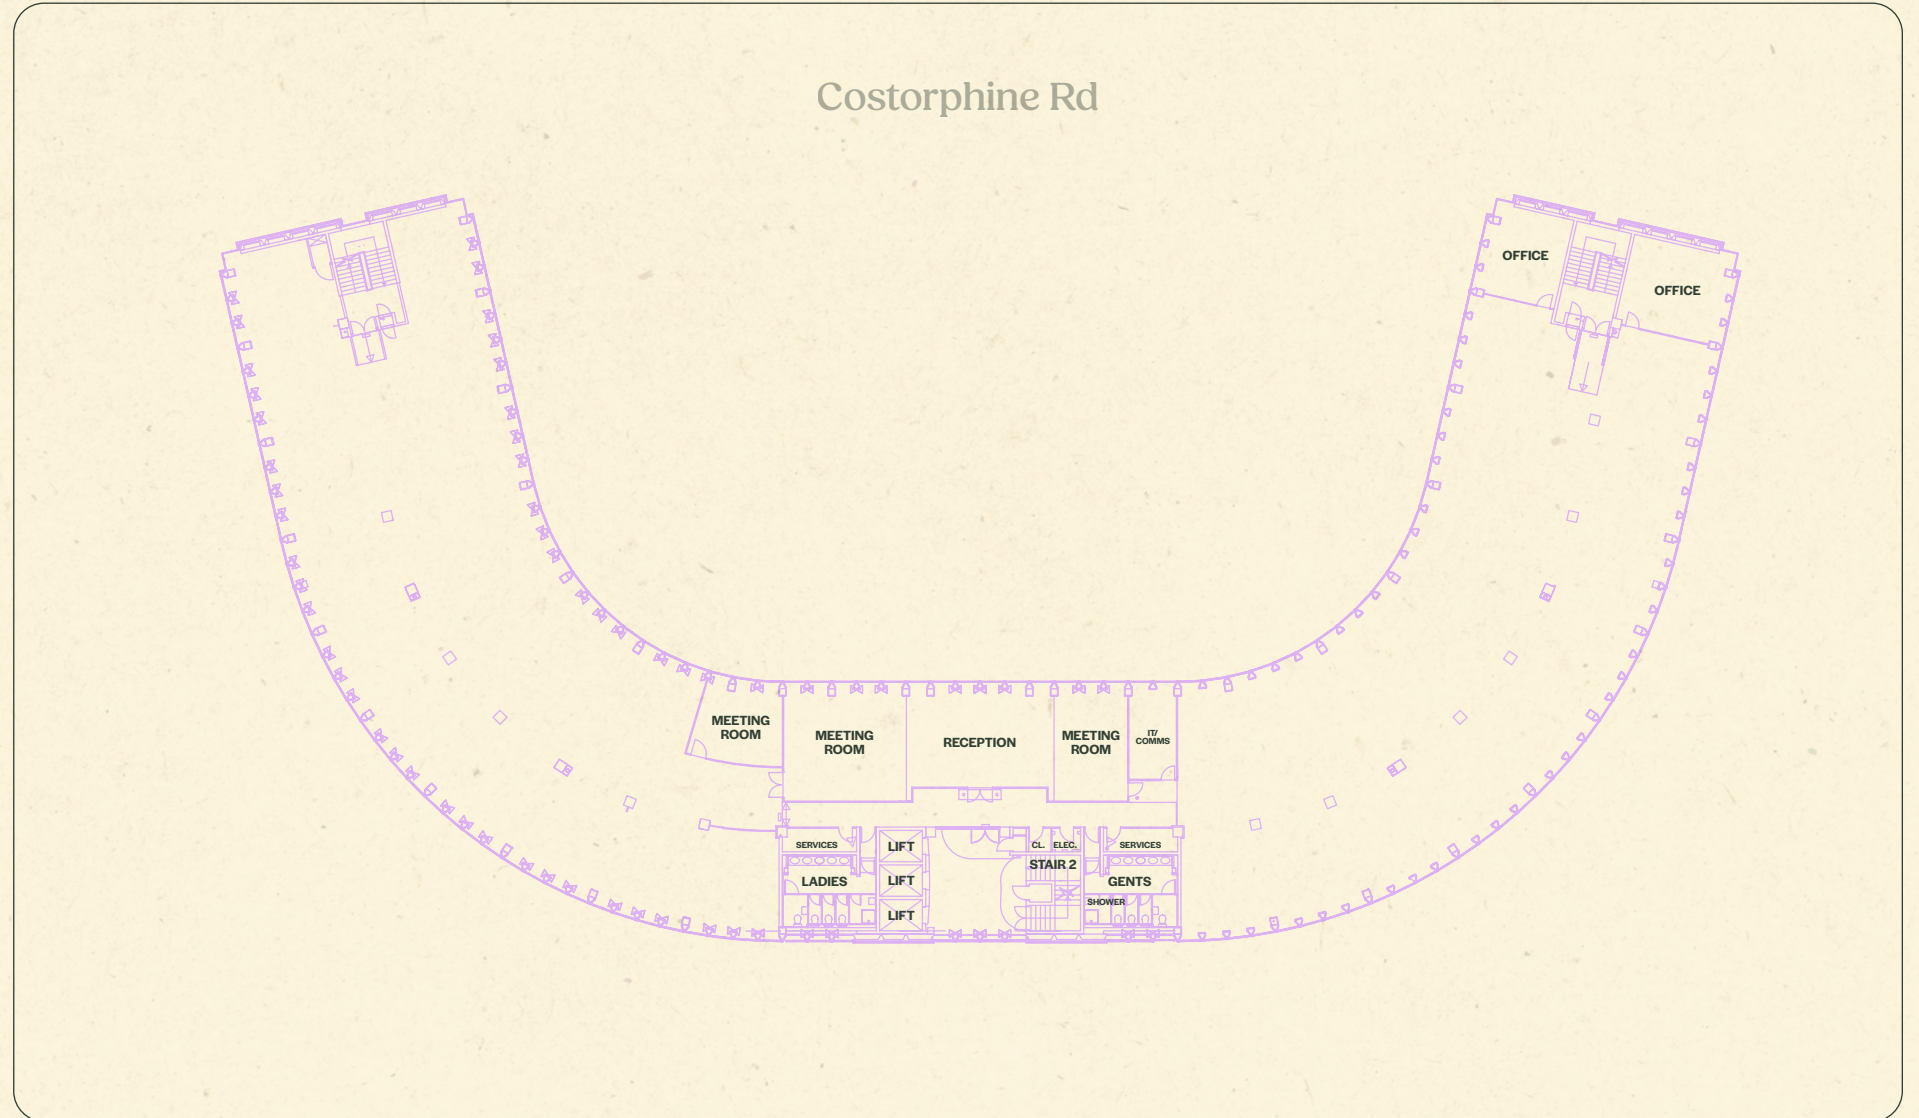 Costorphine Rd
OFFICE
OFFICE
MEETING
ROOM
MEETING
ROOM
RECEPTION
MEETING
ROOM
IT/
COMMS
SERVICES
LIFT
CL.
ELEC.
SERVICES
STAIR 2
LADIES
LIFT
GENTS
SHOWER
LIFT